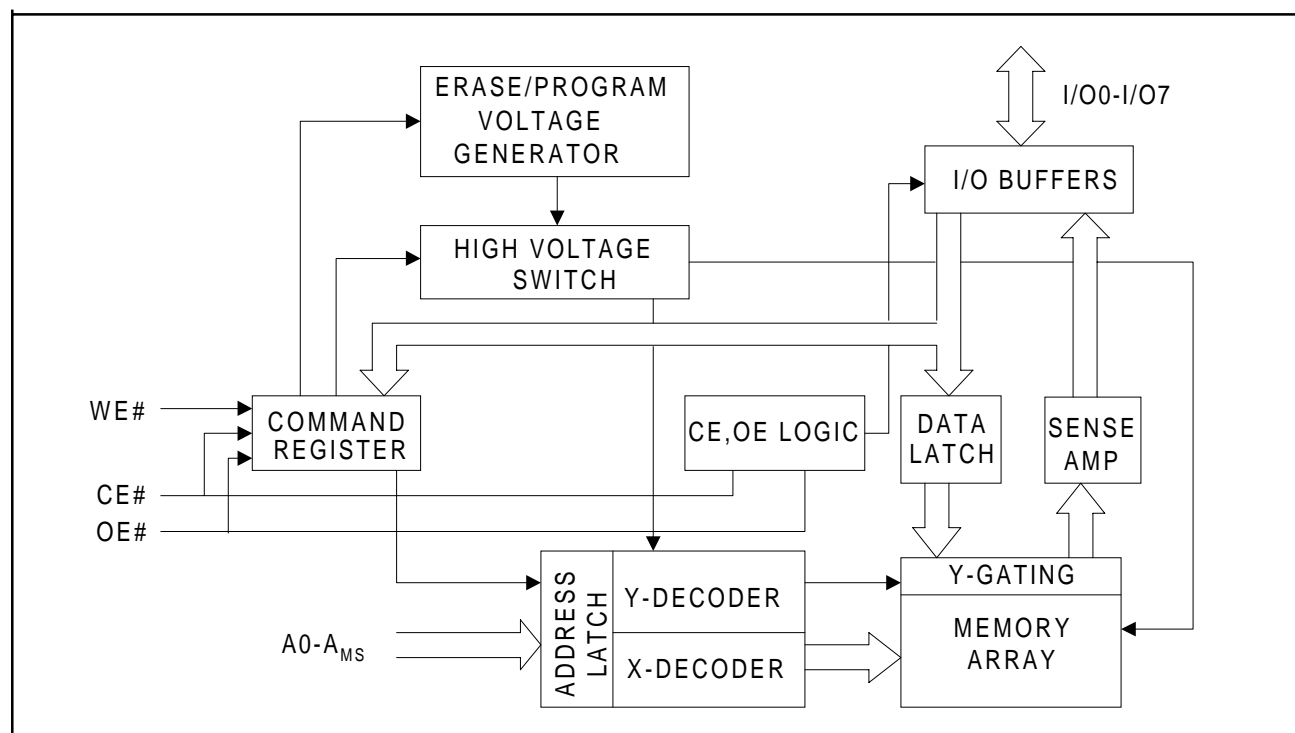 ERASE/PROGRAM
VOLTAGE
GENERATOR
I/O0-I/O7
I/O BUFFERS
HIGH VOLTAGE
SWITCH
WE#
CE#
OE#
COMMAND
REGISTER
CE,OE LOGIC
DATA
LATCH
SENSE
AMP
A0-AMS
ADDRESS
LATCH
Y-DECODER
X-DECODER
Y-GATING
MEMORY
ARRAY